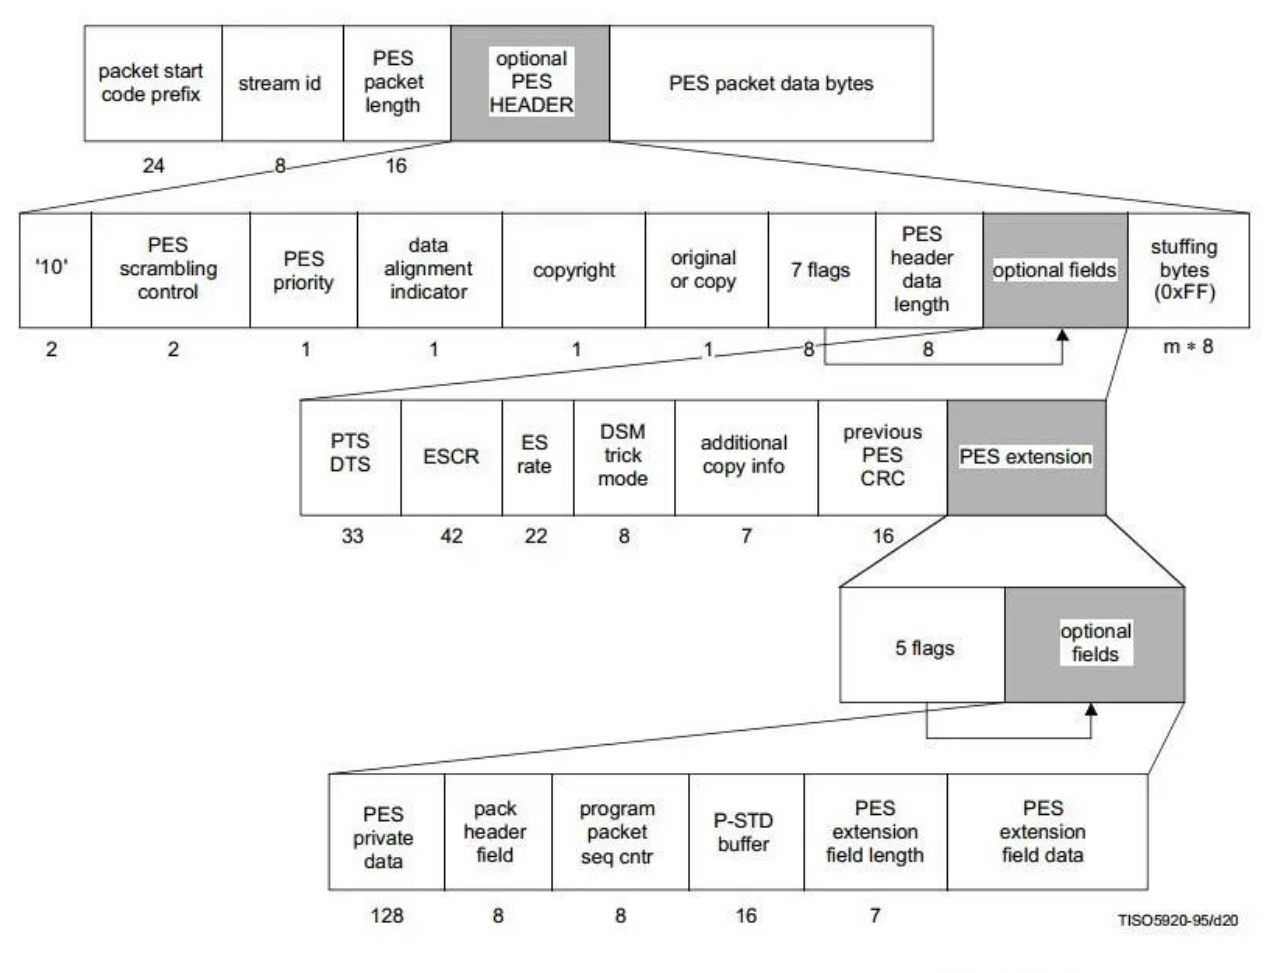 packet start
code prefix
stream id
PES
packet
length
optional
PES
HEADER
PES packet data bytes
24
8
16
'10'
PES
scrambling
control
PES
priority
data
alignment
indicator
copyright
original
or copy
7 flags
PES
header
data
length
optional fields
stuffing
bytes
(0xFF)
2
2
1
1
1
1
8
8
m * 8
PTS
DTS
ESCR
ES
rate
DSM
trick
mode
additional
copy info
previous
PES
CRC
PES extension
33
42
22
8
7
16
5 flags
optional
fields
PES
private
data
pack
header
field
program
packet
seq cntr
P-STD
buffer
PES
extension
field length
PES
extension
field data
128
8
8
16
7
TISO5920-95/d20